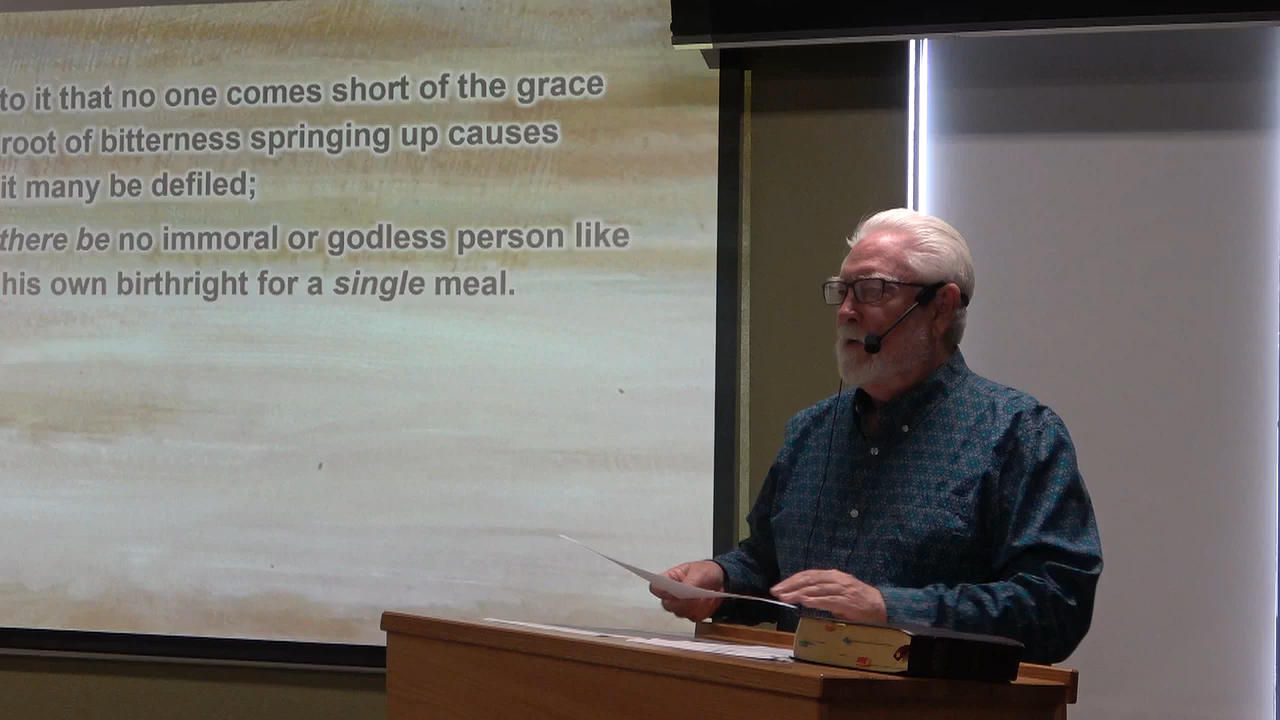 to it that no one comes short of the grace
root of bitterness springing up causes
it many be defiled;
there be no immoral or godless person like
his own birthright for a single meal.